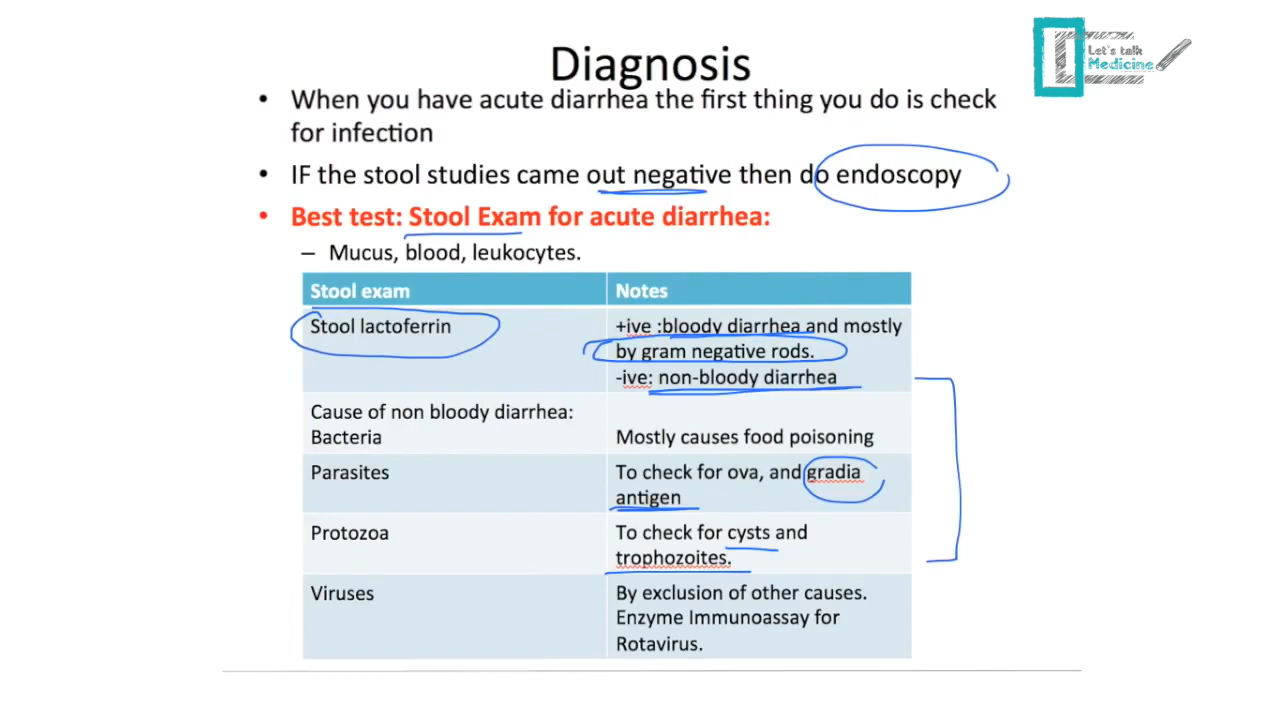 Let's talk
Medicine
Diagnosis
• When you have acute diarrhea the first thing you do is check
for infection
• IF the stool studies came out negative then do endoscopy
• Best test: Stool Exam for acute diarrhea:
– Mucus, blood, leukocytes.
Stool exam Notes
Stool lactoferrin +ive :bloody diarrhea and mostly
by gram negative rods.
-ive: non-bloody diarrhea
Cause of non bloody diarrhea:
Bacteria Mostly causes food poisoning
Parasites To check for ova, and gradia
antigen
Protozoa To check for cysts and
trophozoites.
Viruses By exclusion of other causes.
Enzyme Immunoassay for
Rotavirus.